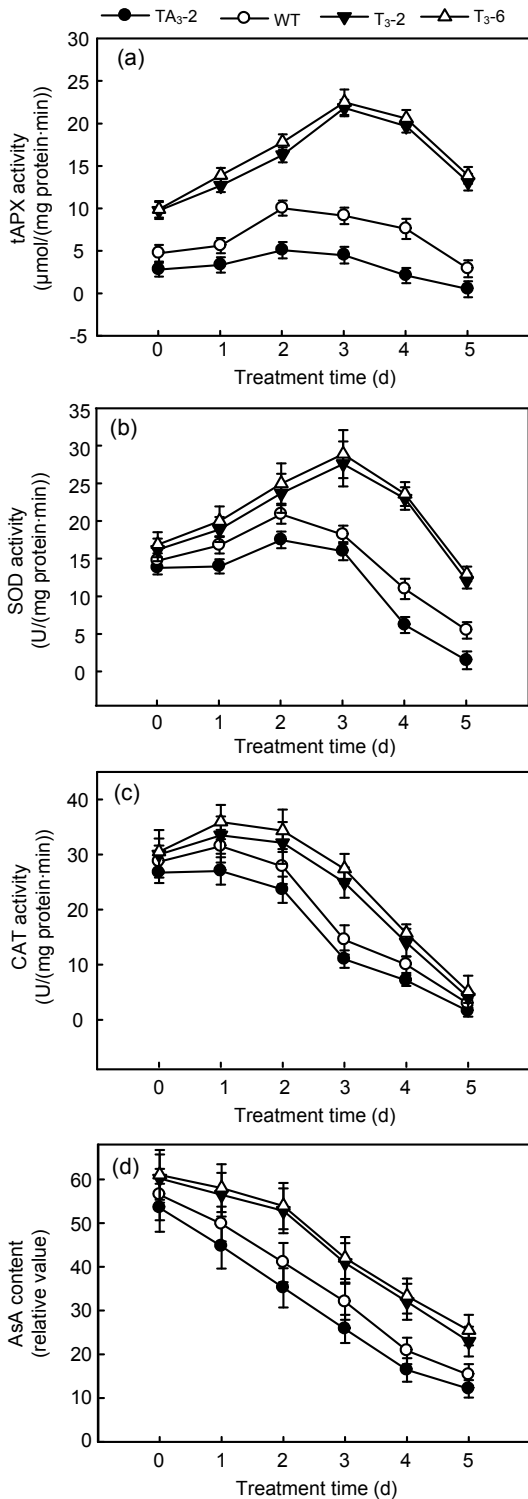 TA₃-2 WT T₃-2 T₃-6
(a)
30
25
20
15
10
5
0
-5
tAPX activity
(μmol/(mg protein·min))
0 1 2 3 4 5
Treatment time (d)
(b)
35
30
25
20
15
10
5
0
SOD activity
(U/(mg protein·min))
0 1 2 3 4 5
Treatment time (d)
(c)
40
30
20
10
0
CAT activity
(U/(mg protein·min))
0 1 2 3 4 5
Treatment time (d)
(d)
60
50
40
30
20
10
0
AsA content
(relative value)
0 1 2 3 4 5
Treatment time (d)